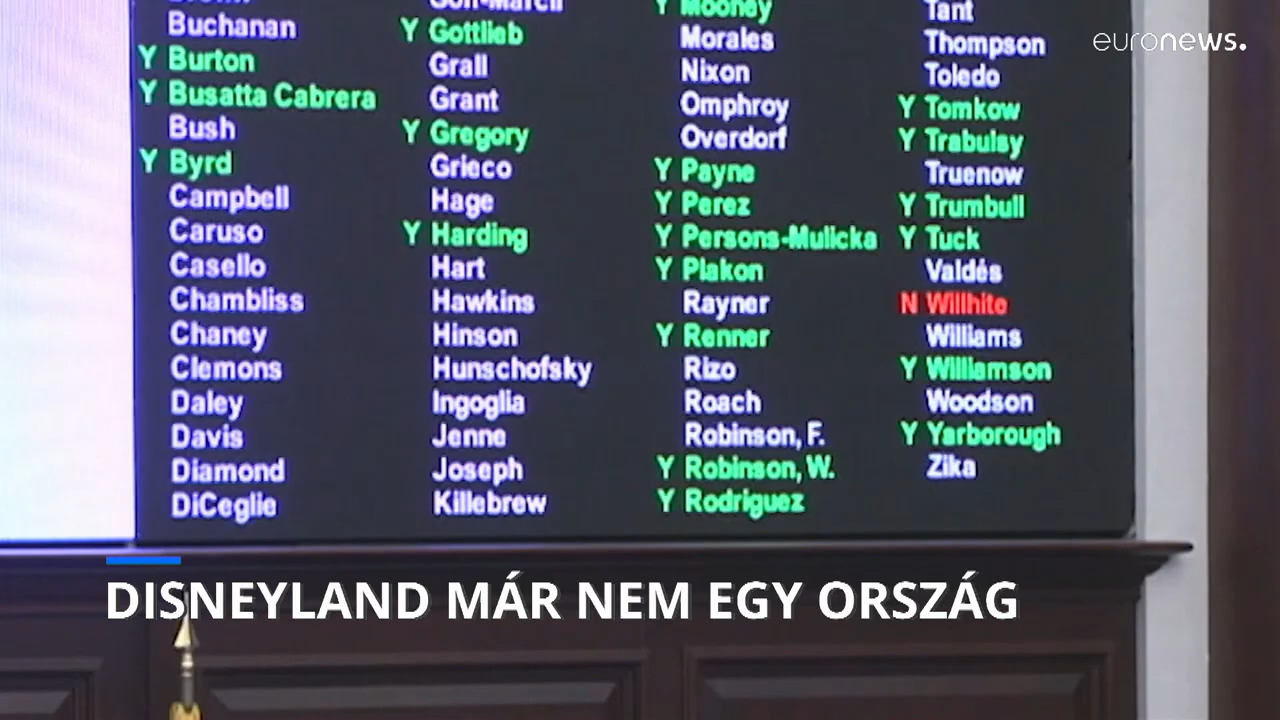 euronews.
Buchanan
Y Burton
Y Busatta Cabrera
Bush
Y Byrd
Campbell
Caruso
Casello
Chambliss
Chaney
Clemons
Daley
Davis
Diamond
DiCeglie
Y Gottlieb
Grall
Grant
Y Gregory
Grieco
Hage
Y Harding
Hart
Hawkins
Hinson
Hunschofsky
Ingoglia
Jenne
Joseph
Killebrew
Y Mooney
Morales
Nixon
Omphroy
Overdorf
Y Payne
Y Perez
Y Persons-Mulicka
Y Plakon
Rayner
Y Renner
Rizo
Roach
Robinson, F.
Y Robinson, W.
Y Rodriguez
Tant
Thompson
Toledo
Y Tomkow
Y Trabulsy
Truenow
Y Trumbull
Y Tuck
Valdés
N Willhite
Williams
Y Williamson
Woodson
Y Yarborough
Zika
DISNEYLAND MÁR NEM EGY ORSZÁG